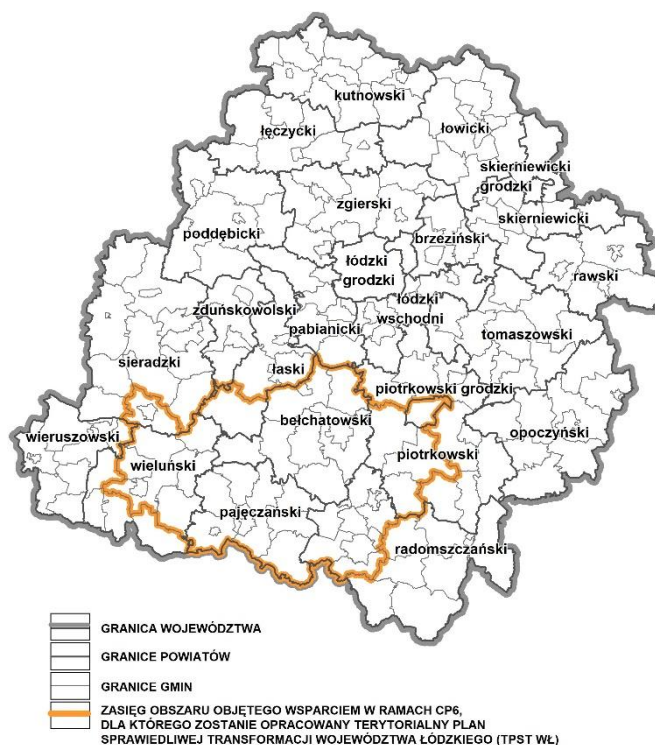 kutnowski
łęczycki
łowicki
skierniewicki
grodzki
zgierski
skierniewicki
poddębicki
brzeziński
łódzki
grodzki
rawski
zduńskowolski
łódzki
wschodni
pabianicki
tomaszowski
sieradzki
łaski
piotrkowski grodzki
bełchatowski
opoczyński
wieruszowski
wieluński
piotrkowski
pajęczański
radomszczański
GRANICA WOJEWÓDZTWA
GRANICE POWIATÓW
GRANICE GMIN
ZASIĘG OBSZARU OBJĘTEGO WSPARCIEM W RAMACH CP6,
DLA KTÓREGO ZOSTANIE OPRACOWANY TERYTORIALNY PLAN
SPRAWIEDLIWEJ TRANSFORMACJI WOJEWÓDZTWA ŁÓDZKIEGO (TPST WŁ)